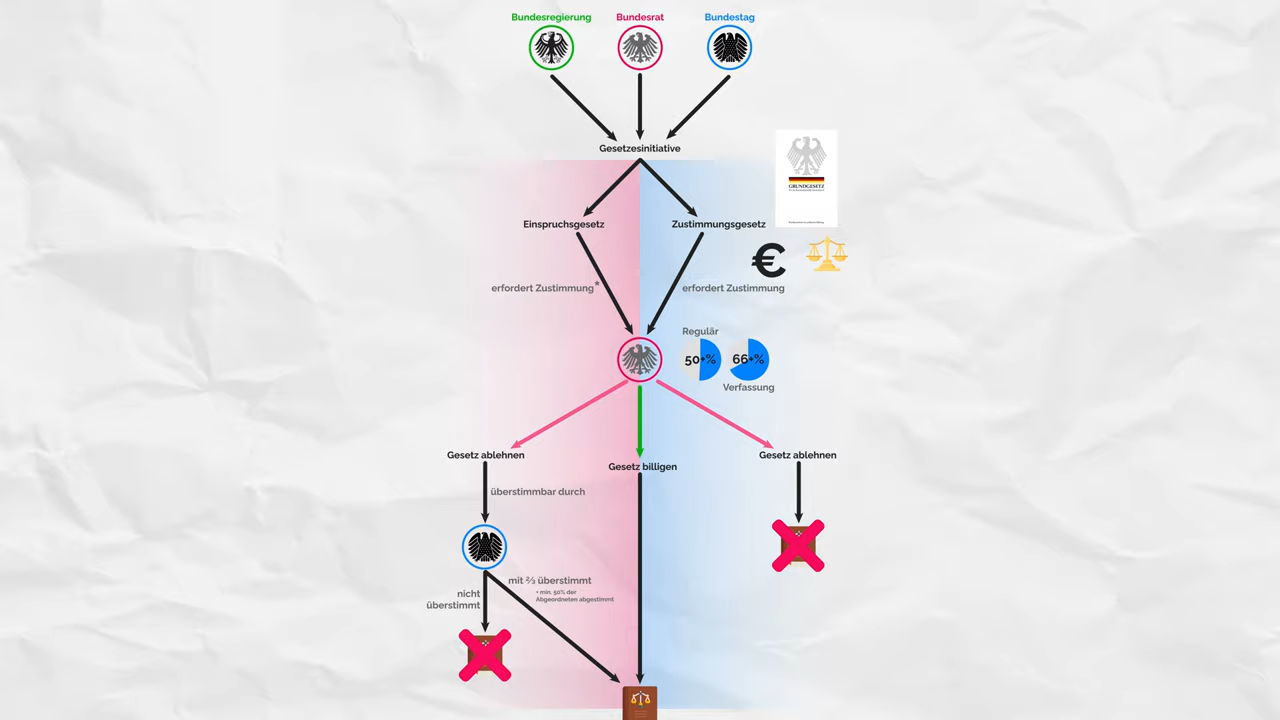 Bundesregierung
Bundesrat
Bundestag
Gesetzesinitiative
GRUNDGESETZ
Einspruchsgesetz
Zustimmungsgesetz
€
erfordert Zustimmung*
erfordert Zustimmung
Regulär
50+%
66+%
Verfassung
Gesetz ablehnen
Gesetz billigen
Gesetz ablehnen
überstimmbar durch
mit ⅔ überstimmt
+ min. 50% der
Abgeordneten abgestimmt
nicht
überstimmt